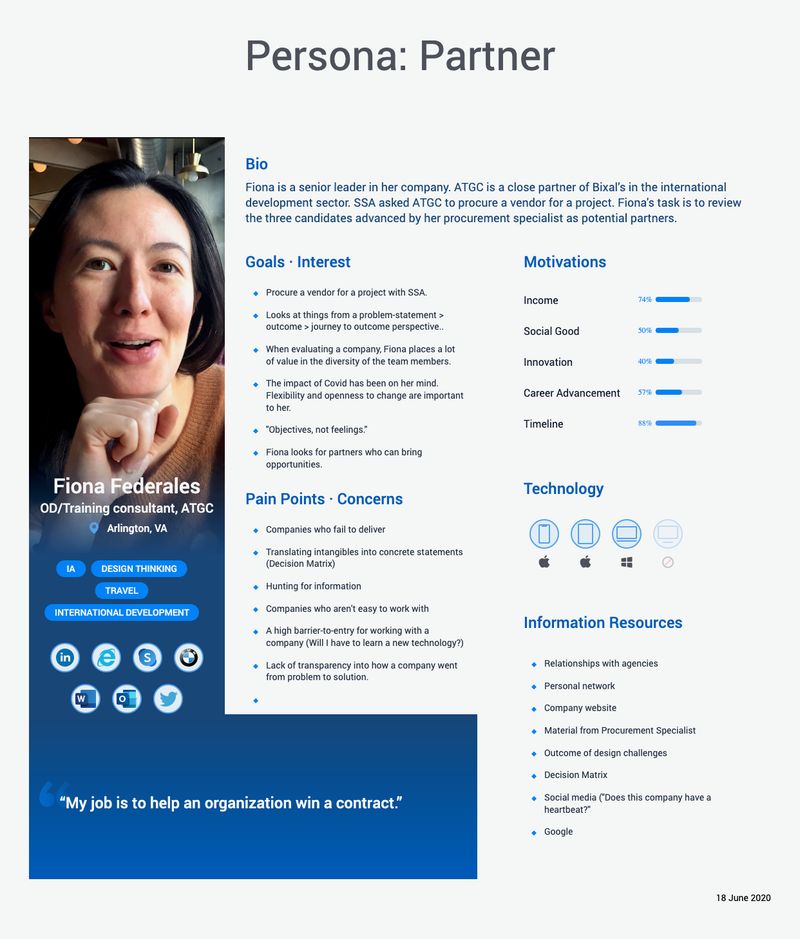 Persona: Partner
Bio
Fiona is a senior leader in her company. ATGC is a close partner of Bixal's in the international
development sector. SSA asked ATGC to procure a vendor for a project. Fiona's task is to review
the three candidates advanced by her procurement specialist as potential partners.
Goals · Interest
Procure a vendor for a project with SSA.
Looks at things from a problem-statement >
outcome > journey to outcome perspective..
When evaluating a company, Fiona places a lot
of value in the diversity of the team members.
The impact of Covid has been on her mind.
Flexibility and openness to change are important
to her.
"Objectives, not feelings."
Fiona looks for partners who can bring
opportunities.
Pain Points · Concerns
Companies who fail to deliver
Translating intangibles into concrete statements
(Decision Matrix)
Hunting for information
Companies who aren't easy to work with
A high barrier-to-entry for working with a
company (Will I have to learn a new technology?)
Lack of transparency into how a company went
from problem to solution.
Motivations
Income 74%
Social Good 50%
Innovation 40%
Career Advancement 57%
Timeline 88%
Technology
Information Resources
Relationships with agencies
Personal network
Company website
Material from Procurement Specialist
Outcome of design challenges
Decision Matrix
Social media ("Does this company have a
heartbeat?"
Google
Fiona Federales
OD/Training consultant, ATGC
Arlington, VA
IA DESIGN THINKING
TRAVEL
INTERNATIONAL DEVELOPMENT
in
S
W O
"My job is to help an organization win a contract."
18 June 2020